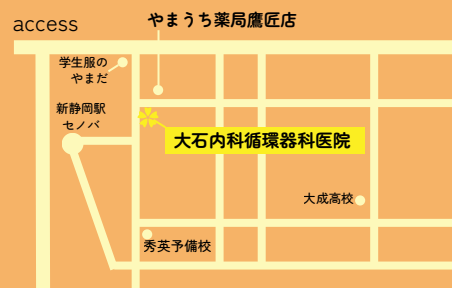 access
やまうち薬局鷹匠店
学生服の
やまだ
新静岡駅
セノバ
大石内科循環器科医院
大成高校
秀英予備校